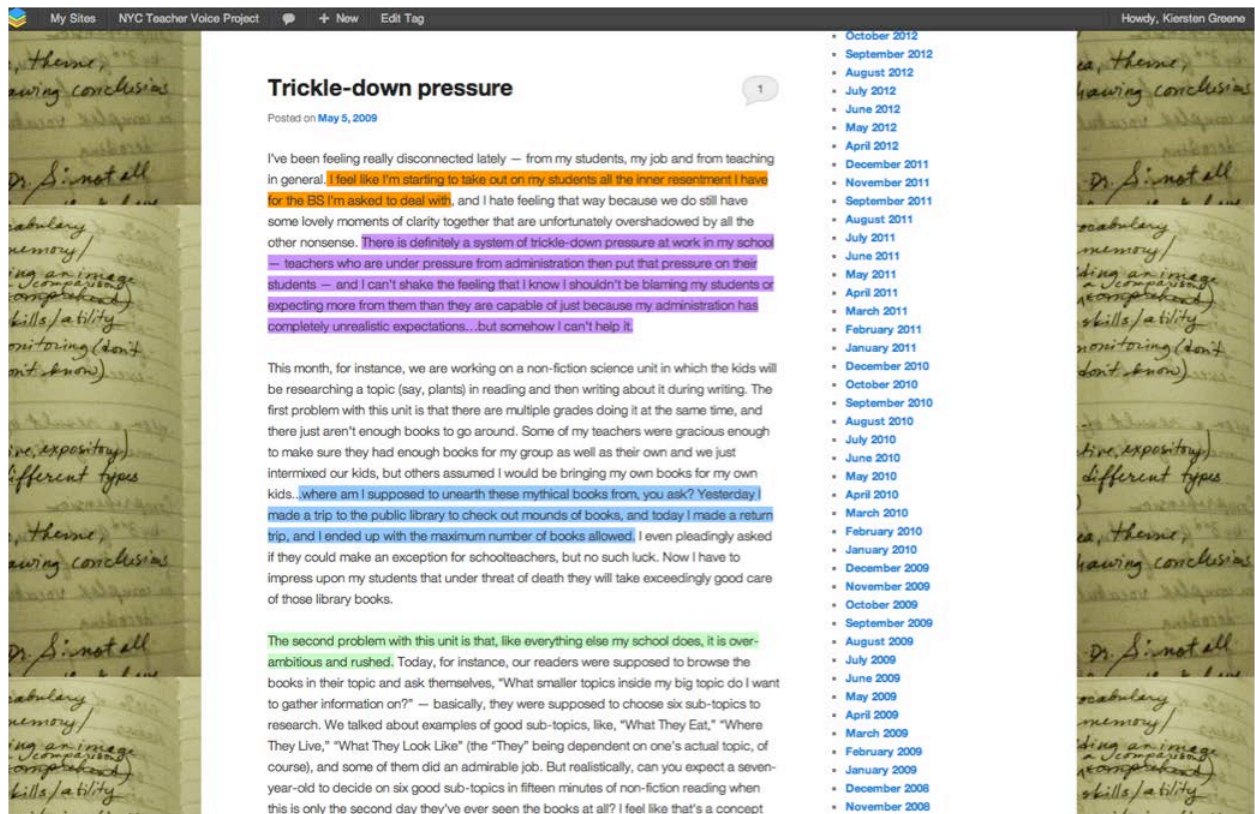 My Sites NYC Teacher Voice Project + New Edit Tag Howdy, Kiersten Greene
Trickle-down pressure
1
Posted on May 5, 2009
I've been feeling really disconnected lately — from my students, my job and from teaching
in general. I feel like I'm starting to take out on my students all the inner resentment I have
for the BS I'm asked to deal with, and I hate feeling that way because we do still have
some lovely moments of clarity together that are unfortunately overshadowed by all the
other nonsense. There is definitely a system of trickle-down pressure at work in my school
— teachers who are under pressure from administration then put that pressure on their
students — and I can't shake the feeling that I know I shouldn't be blaming my students or
expecting more from them than they are capable of just because my administration has
completely unrealistic expectations…but somehow I can't help it.
This month, for instance, we are working on a non-fiction science unit in which the kids will
be researching a topic (say, plants) in reading and then writing about it during writing. The
first problem with this unit is that there are multiple grades doing it at the same time, and
there just aren't enough books to go around. Some of my teachers were gracious enough
to make sure they had enough books for my group as well as their own and we just
intermixed our kids, but others assumed I would be bringing my own books for my own
kids...where am I supposed to unearth these mythical books from, you ask? Yesterday I
made a trip to the public library to check out mounds of books, and today I made a return
trip, and I ended up with the maximum number of books allowed. I even pleadingly asked
if they could make an exception for schoolteachers, but no such luck. Now I have to
impress upon my students that under threat of death they will take exceedingly good care
of those library books.
The second problem with this unit is that, like everything else my school does, it is over-
ambitious and rushed. Today, for instance, our readers were supposed to browse the
books in their topic and ask themselves, "What smaller topics inside my big topic do I want
to gather information on?" — basically, they were supposed to choose six sub-topics to
research. We talked about examples of good sub-topics, like, "What They Eat," "Where
They Live," "What They Look Like" (the "They" being dependent on one's actual topic, of
course), and some of them did an admirable job. But realistically, can you expect a seven-
year-old to decide on six good sub-topics in fifteen minutes of non-fiction reading when
this is only the second day they've ever seen the books at all? I feel like that's a concept
October 2012
September 2012
August 2012
July 2012
June 2012
May 2012
April 2012
December 2011
November 2011
September 2011
August 2011
July 2011
June 2011
May 2011
April 2011
March 2011
February 2011
January 2011
December 2010
October 2010
September 2010
August 2010
July 2010
June 2010
May 2010
April 2010
March 2010
February 2010
January 2010
December 2009
November 2009
October 2009
September 2009
August 2009
July 2009
June 2009
May 2009
April 2009
March 2009
February 2009
January 2009
December 2008
November 2008